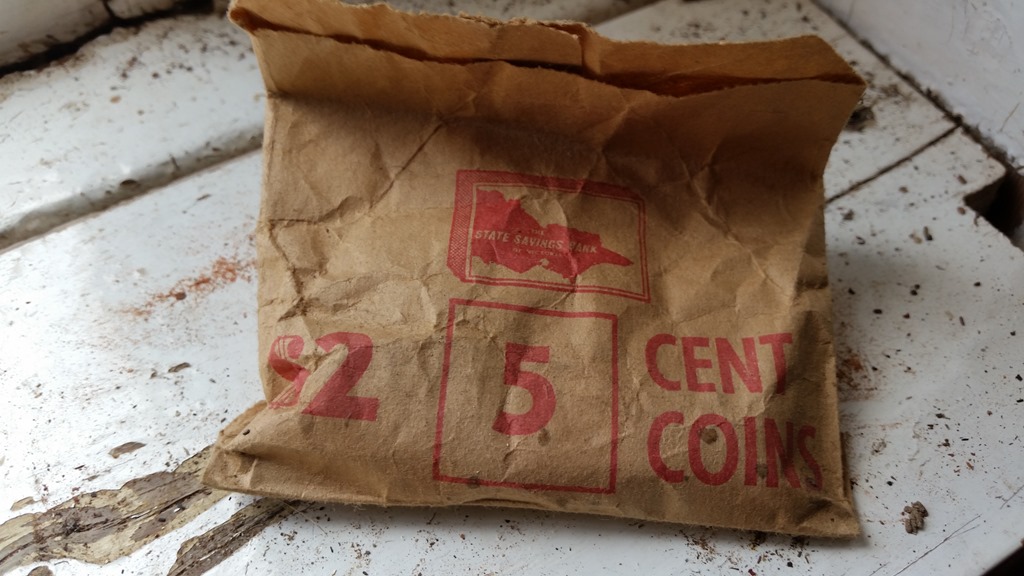 THE
STATE SAVINGS BANK
$2
5
CENT
COINS